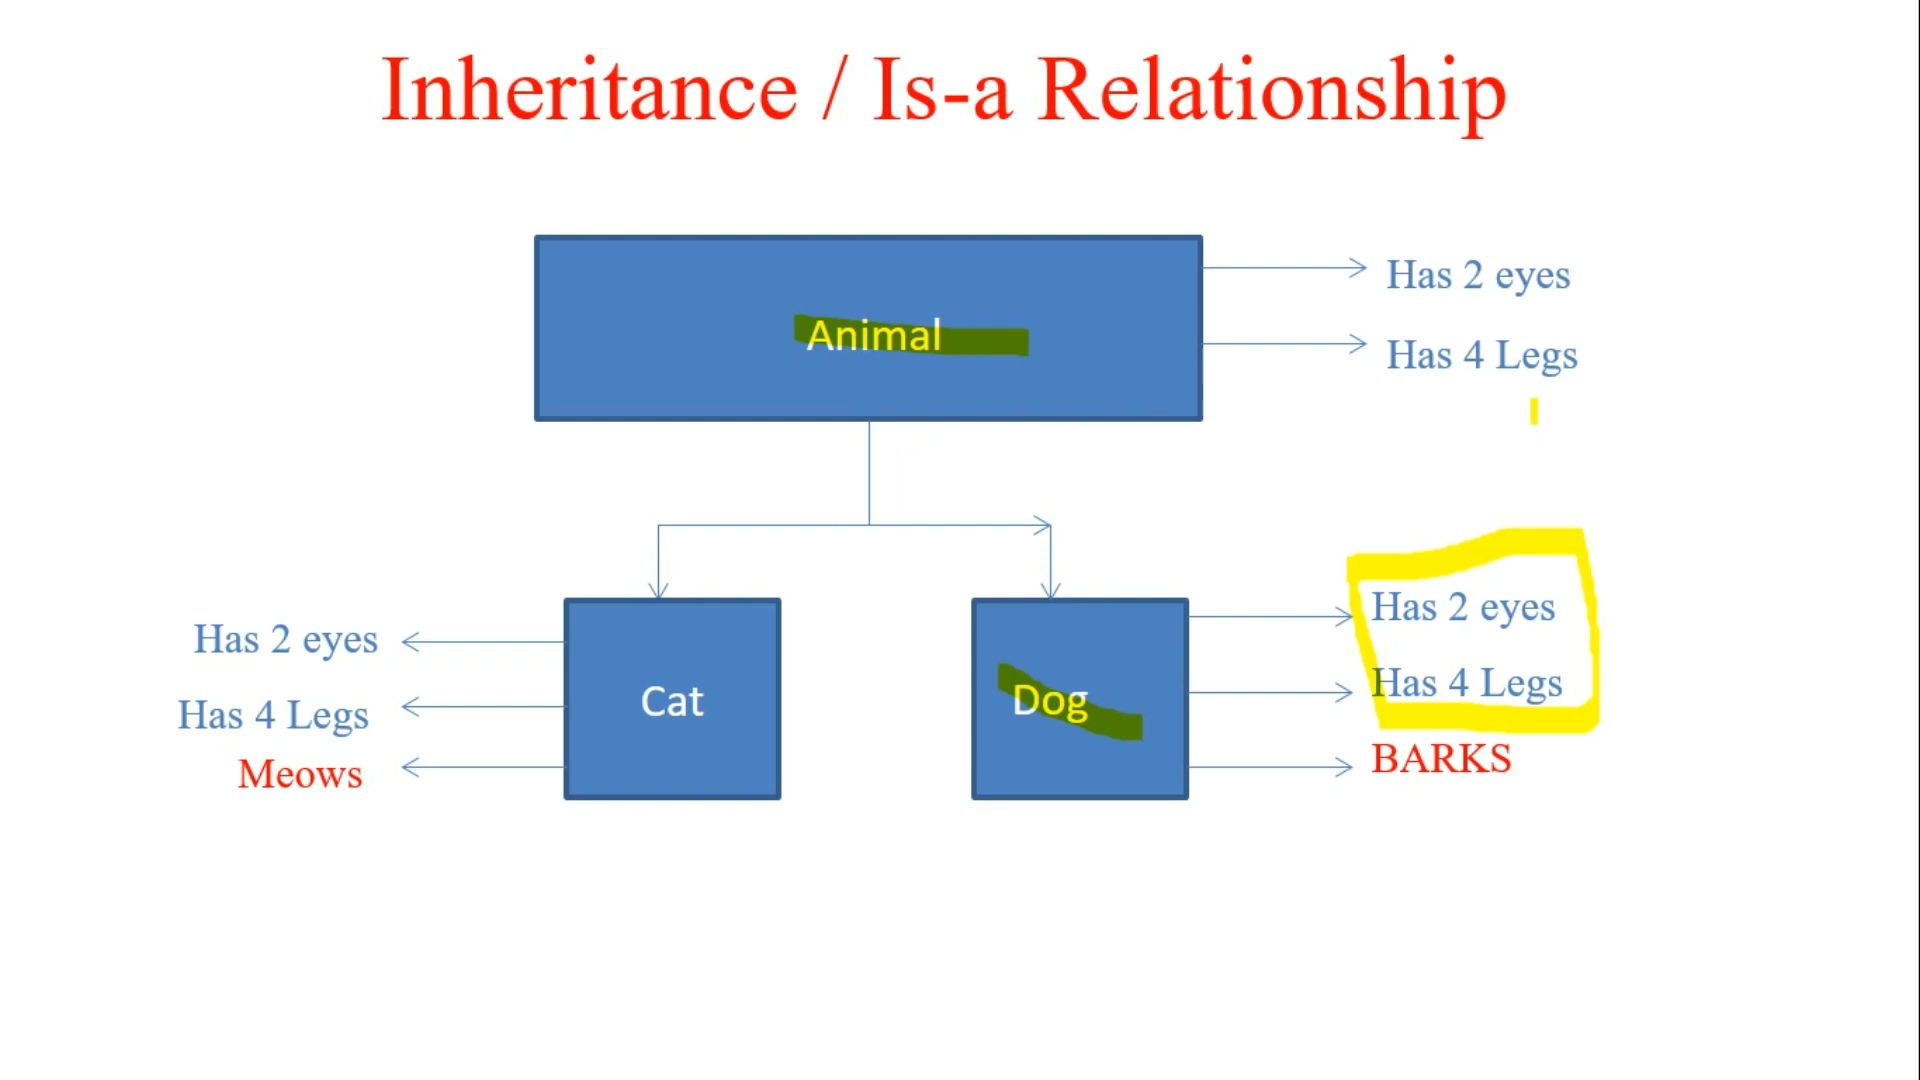 Inheritance / Is-a Relationship
Animal
Has 2 eyes
Has 4 Legs
Cat
Has 2 eyes
Has 4 Legs
Meows
Dog
Has 2 eyes
Has 4 Legs
BARKS